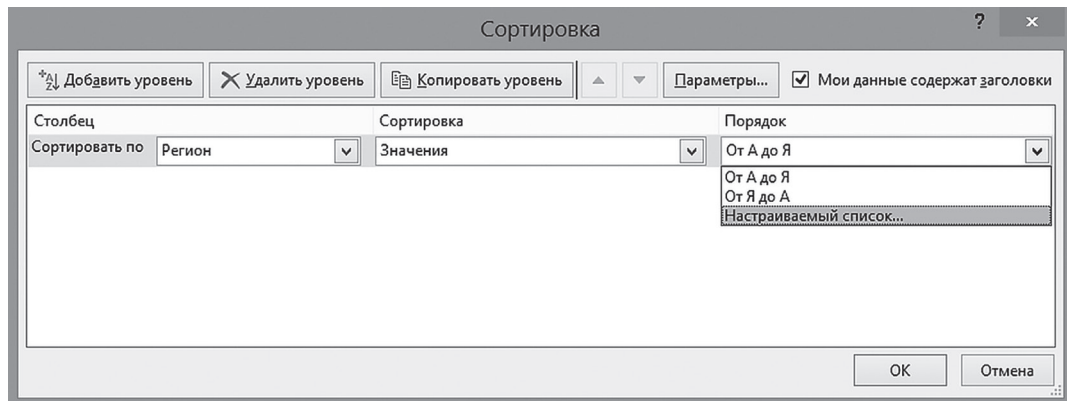 Сортировка
? ×
Добавить уровень Удалить уровень Копировать уровень Параметры... Мои данные содержат заголовки
Столбец Сортировка Порядок
Сортировать по Регион Значения От А до Я
От А до Я
От Я до А
Настраиваемый список...
ОК Отмена